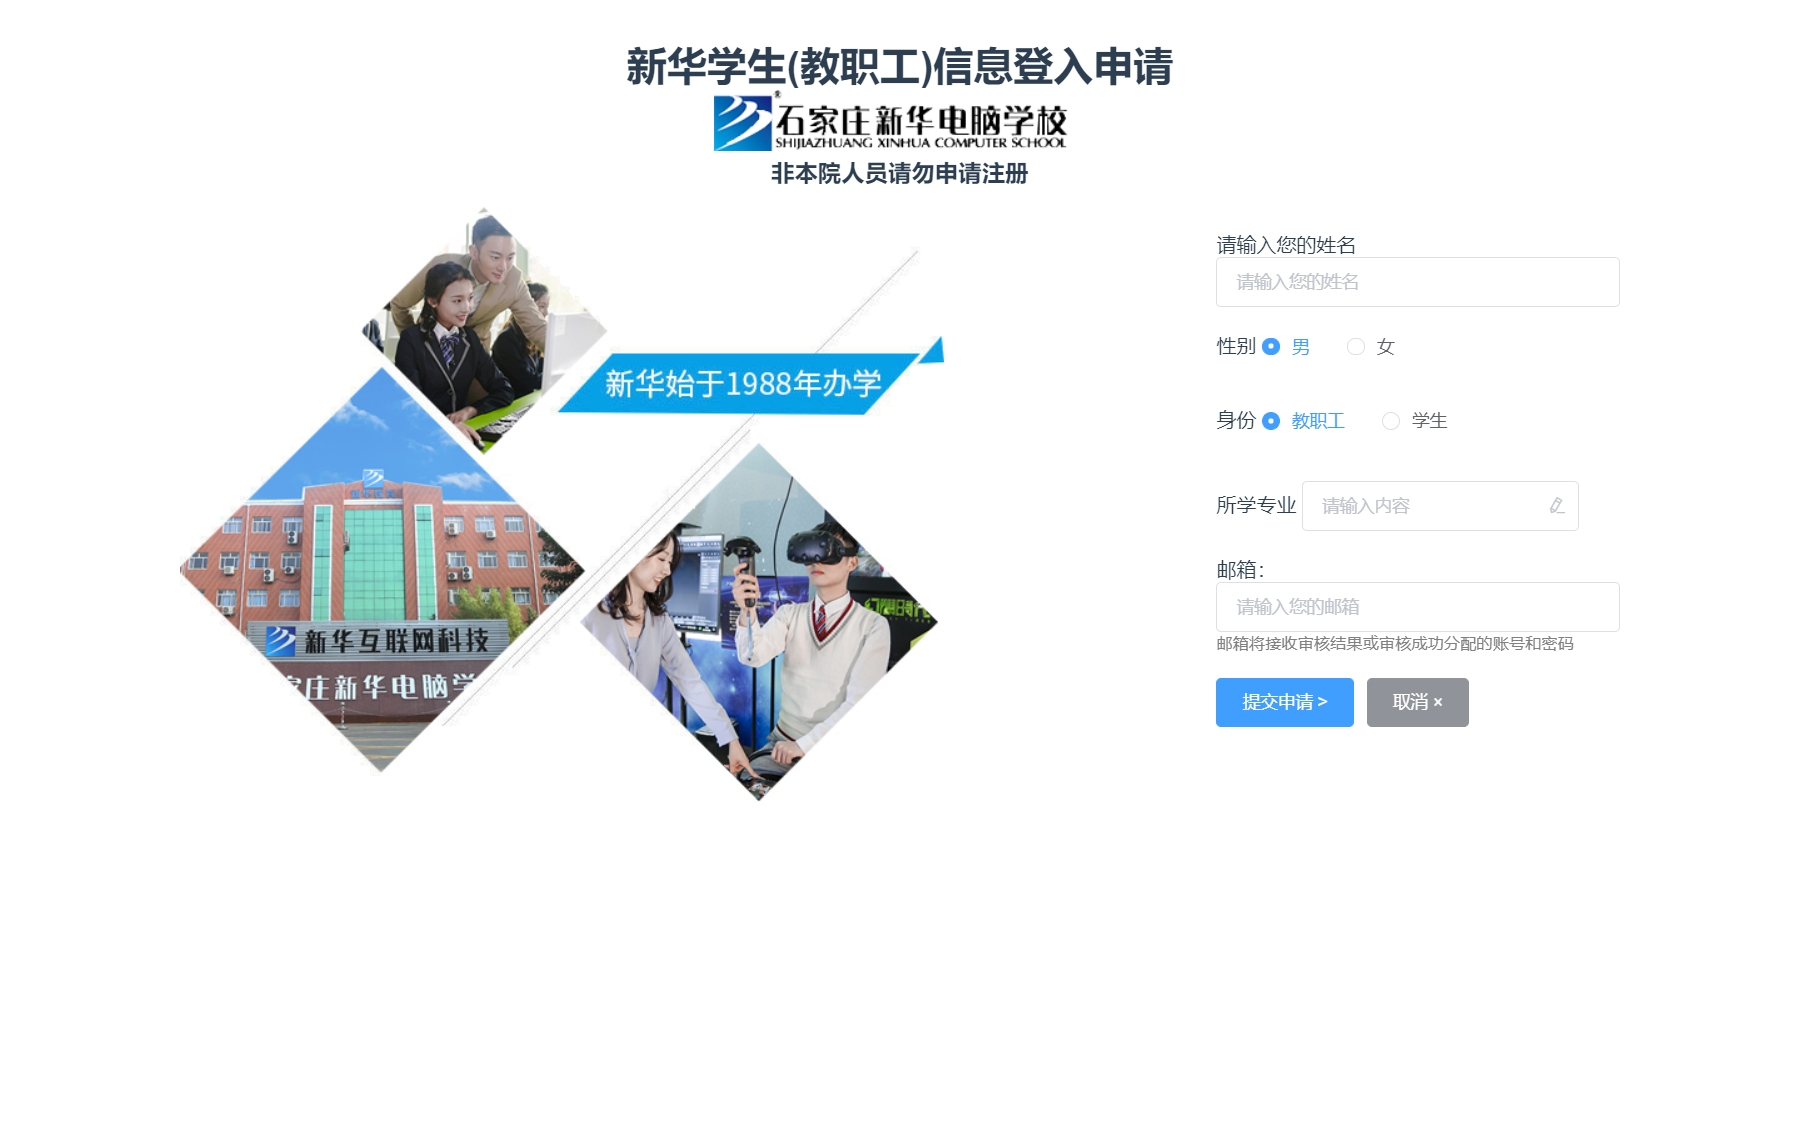 新华学生(教职工)信息登入申请
石家庄新华电脑学校
SHIJIAZHUANG XINHUA COMPUTER SCHOOL
非本院人员请勿申请注册
新华始于1988年办学
新华互联网科技
庄新华电脑学
请输入您的姓名
请输入您的姓名
性别 男 女
身份 教职工 学生
所学专业 请输入内容
邮箱：
请输入您的邮箱
邮箱将接收审核结果或审核成功分配的账号和密码
提交申请 > 取消 ×